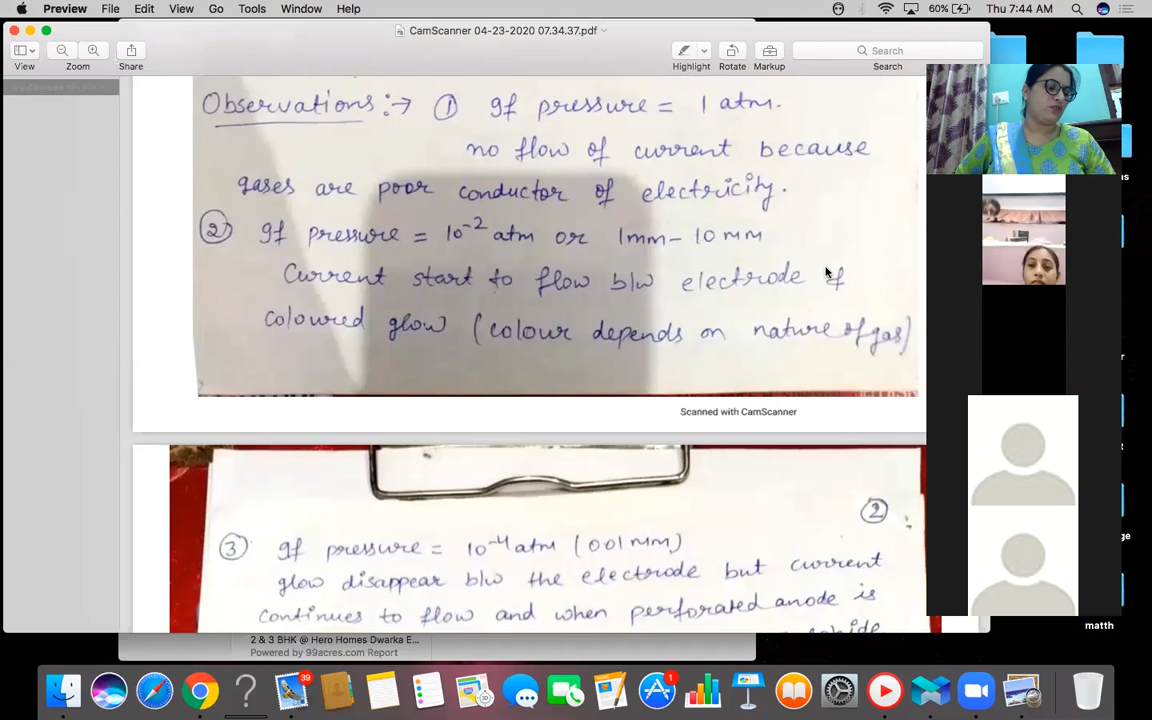 Preview File Edit View Go Tools Window Help
60% Thu 7:44 AM
CamScanner 04-23-2020 07.34.37.pdf
View Zoom Share Highlight Rotate Markup Search
Search
Observations :→ ① If pressure = 1 atm.
no flow of current because
gases are poor conductor of electricity.
② If pressure = 10⁻² atm or 1mm - 10 mm
Current start to flow b/w electrode &
coloured glow (colour depends on nature of gas)
Scanned with CamScanner
②
③ If pressure = 10⁻⁴ atm (001mm)
glow disappear b/w the electrode but current
continues to flow and when perforated anode is
matth
2 & 3 BHK @ Hero Homes Dwarka E...
Powered by 99acres.com Report
39
1